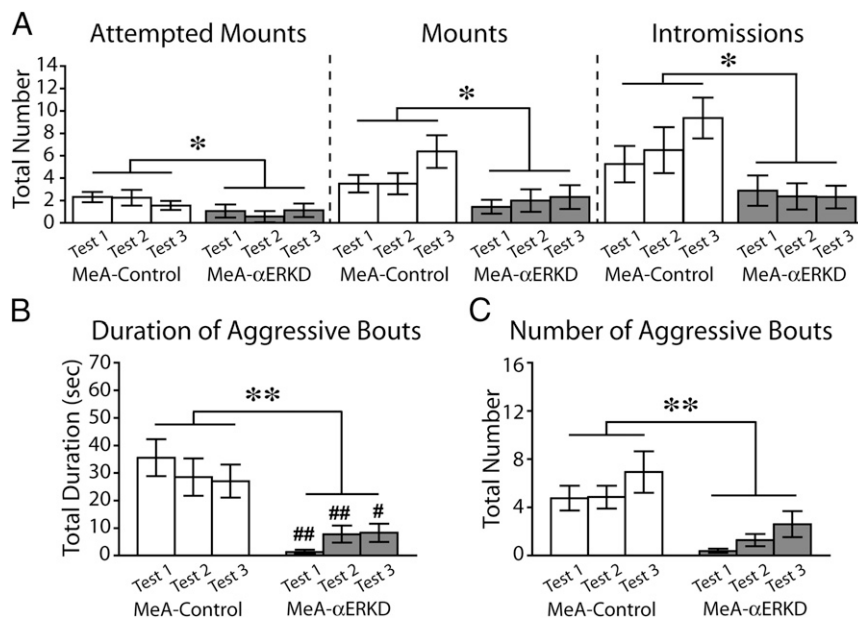 A
Attempted Mounts
Mounts
Intromissions
Total Number
14
12
10
8
6
4
2
0
*
*
*
Test 1 Test 2 Test 3 Test 1 Test 2 Test 3 Test 1 Test 2 Test 3 Test 1 Test 2 Test 3 Test 1 Test 2 Test 3 Test 1 Test 2 Test 3
MeA-Control MeA-αERKD MeA-Control MeA-αERKD MeA-Control MeA-αERKD
B
Duration of Aggressive Bouts
Total Duration (sec)
70
60
50
40
30
20
10
0
**
## ## #
Test 1 Test 2 Test 3 Test 1 Test 2 Test 3
MeA-Control MeA-αERKD
C
Number of Aggressive Bouts
Total Number
16
12
8
4
0
**
Test 1 Test 2 Test 3 Test 1 Test 2 Test 3
MeA-Control MeA-αERKD